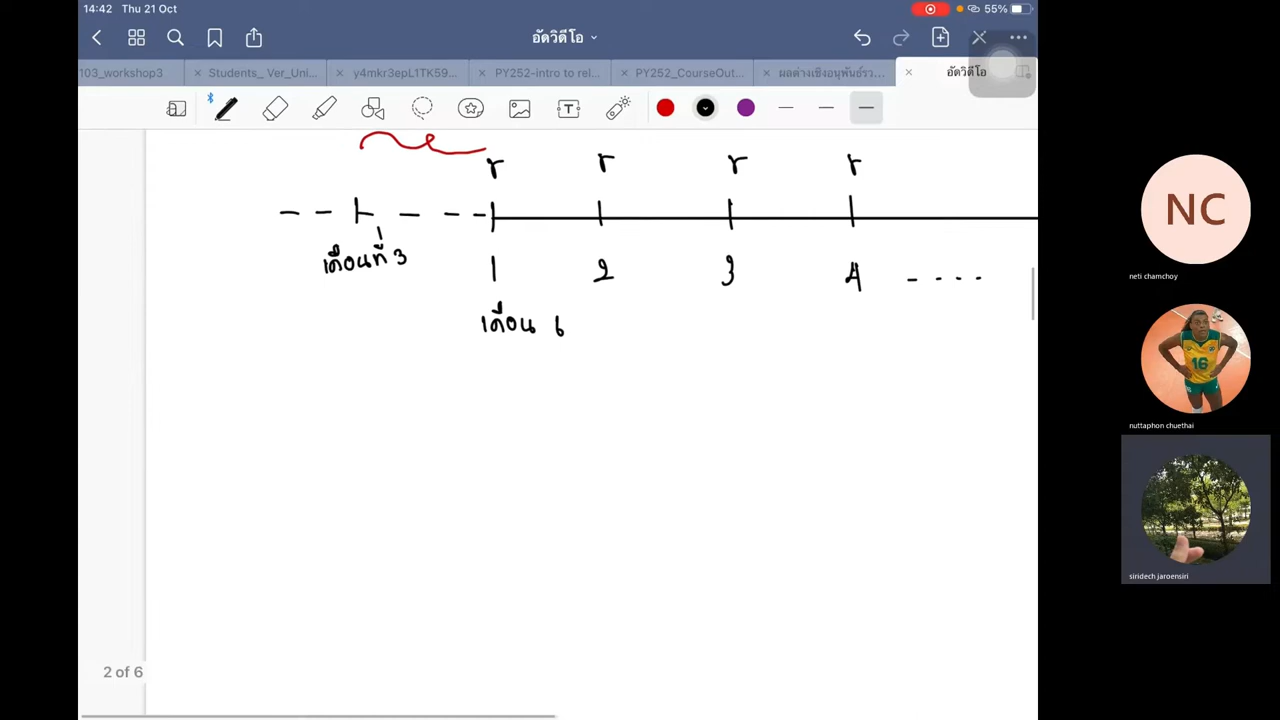 14:42 Thu 21 Oct
55%
อัดวิดีโอ
103_workshop3
Students_ Ver_Uni...
y4mkr3epL1TK59...
PY252-intro to rel...
PY252_CourseOut...
ผลต่างเชิงอนุพันธ์รว...
อัดวิดีโอ
r r r r
เดือนที่ 3
1 2 3 4 ----
เดือน 6
2 of 6
NC
neti chamchoy
16
nuttaphon chuethai
siridech jaroensiri